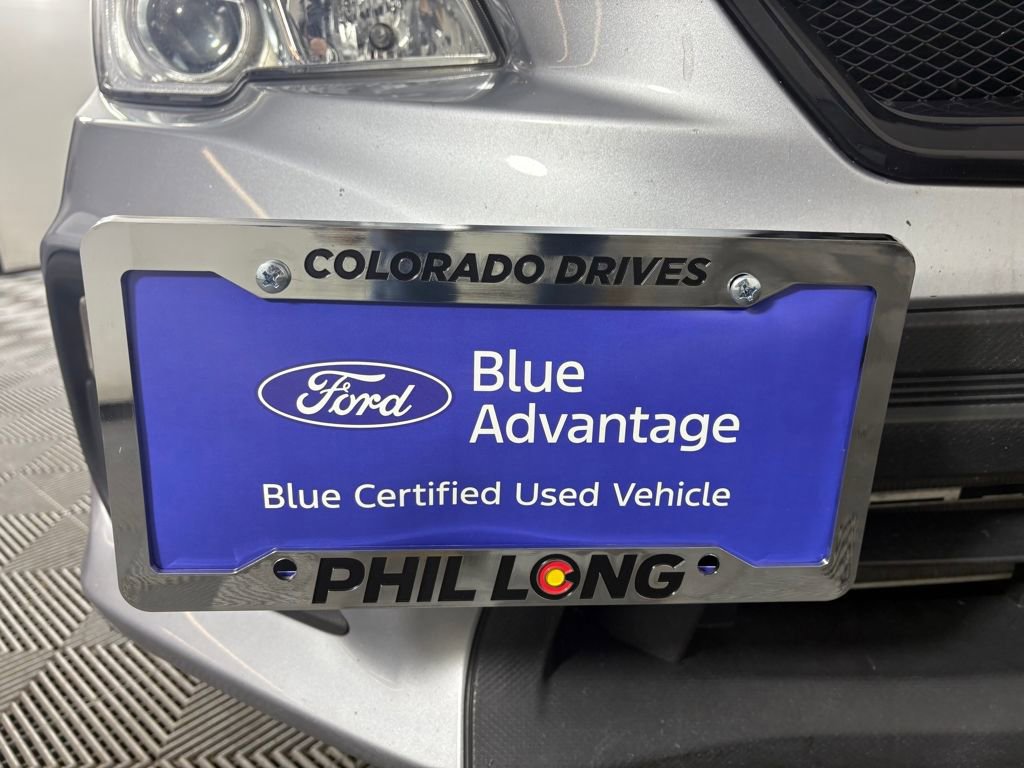 COLORADO DRIVES
Ford
Blue
Advantage
Blue Certified Used Vehicle
PHIL LONG